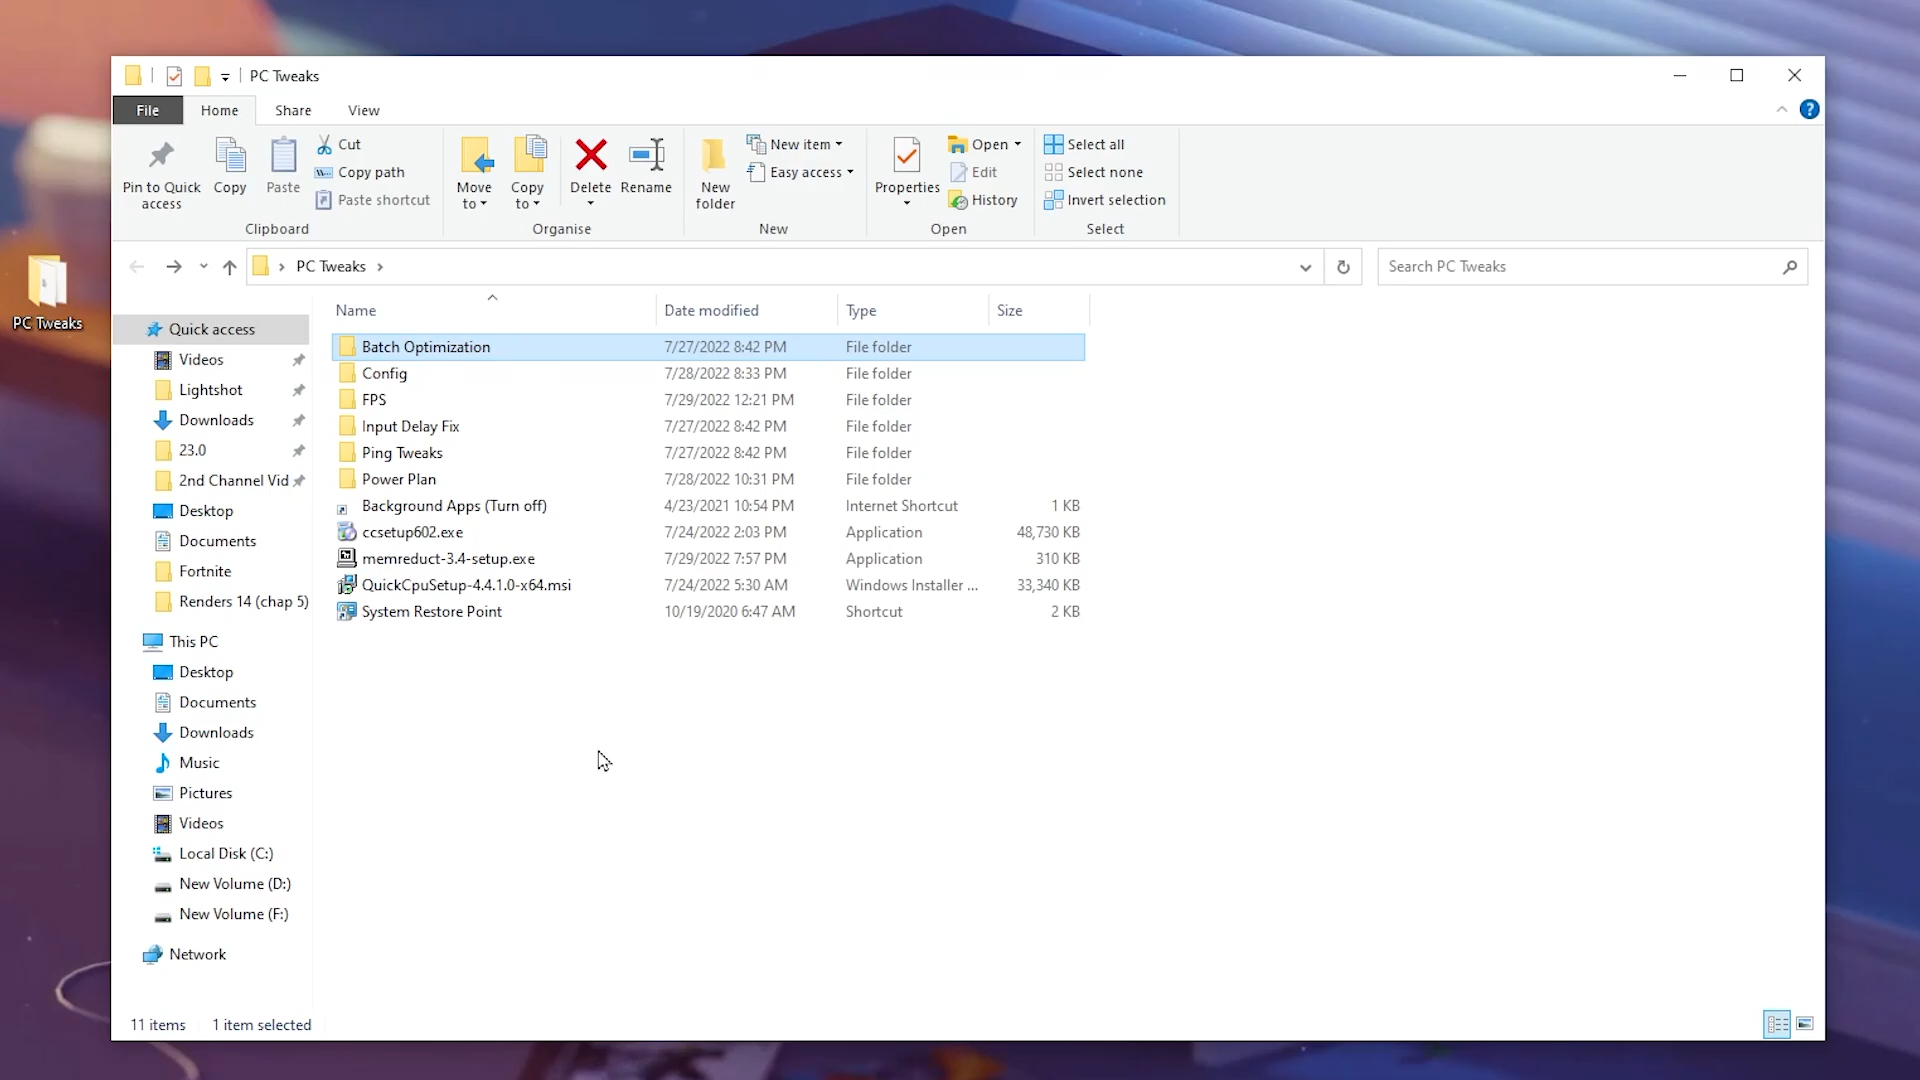 PC Tweaks
File Home Share View
Pin to Quick access
Copy
Paste
Cut
Copy path
Paste shortcut
Clipboard
Move to
Copy to
Delete
Rename
Organise
New folder
New item
Easy access
New
Properties
Open
Edit
History
Open
Select all
Select none
Invert selection
Select
PC Tweaks
Search PC Tweaks
PC Tweaks
Quick access
Videos
Lightshot
Downloads
23.0
2nd Channel Vid
Desktop
Documents
Fortnite
Renders 14 (chap 5)
This PC
Desktop
Documents
Downloads
Music
Pictures
Videos
Local Disk (C:)
New Volume (D:)
New Volume (F:)
Network
Name Date modified Type Size
Batch Optimization 7/27/2022 8:42 PM File folder
Config 7/28/2022 8:33 PM File folder
FPS 7/29/2022 12:21 PM File folder
Input Delay Fix 7/27/2022 8:42 PM File folder
Ping Tweaks 7/27/2022 8:42 PM File folder
Power Plan 7/28/2022 10:31 PM File folder
Background Apps (Turn off) 4/23/2021 10:54 PM Internet Shortcut 1 KB
ccsetup602.exe 7/24/2022 2:03 PM Application 48,730 KB
memreduct-3.4-setup.exe 7/29/2022 7:57 PM Application 310 KB
QuickCpuSetup-4.4.1.0-x64.msi 7/24/2022 5:30 AM Windows Installer ... 33,340 KB
System Restore Point 10/19/2020 6:47 AM Shortcut 2 KB
11 items 1 item selected